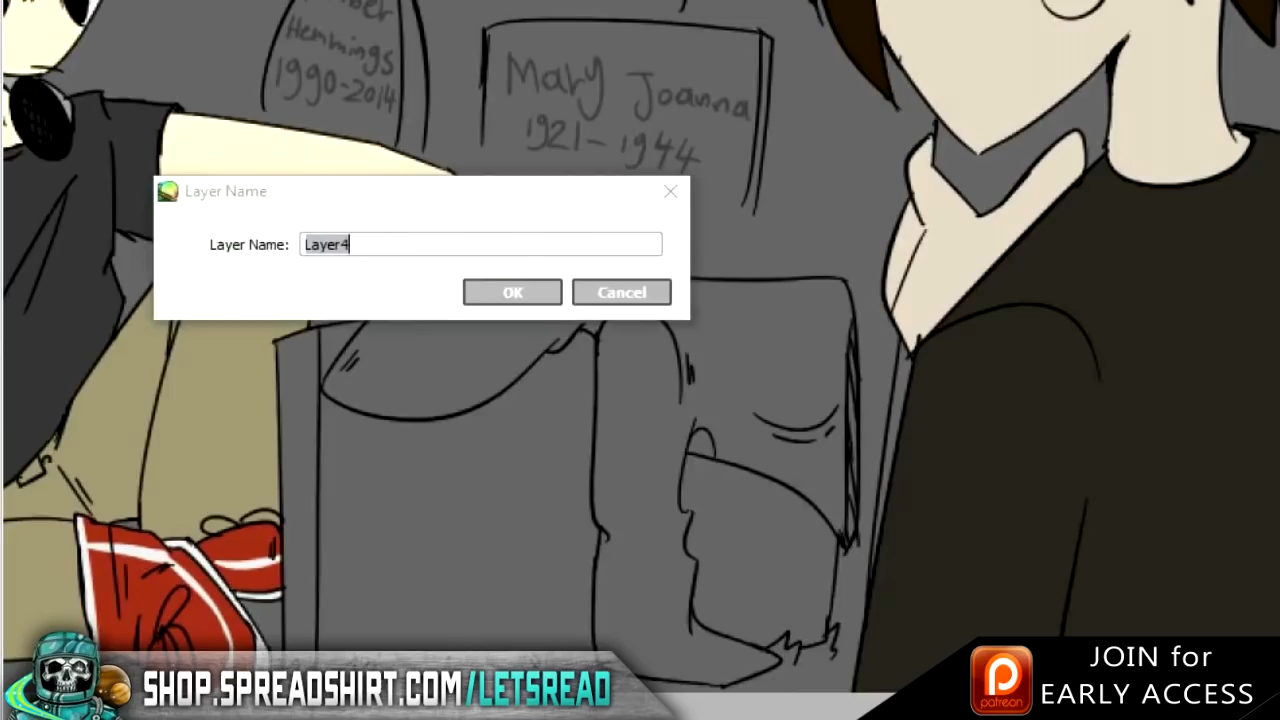 Hemmings
1990-2014
Mary Joanna
1921-1944
Layer Name
Layer Name: Layer4
OK Cancel
SHOP.SPREADSHIRT.COM/LETSREAD
patreon
JOIN for
EARLY ACCESS